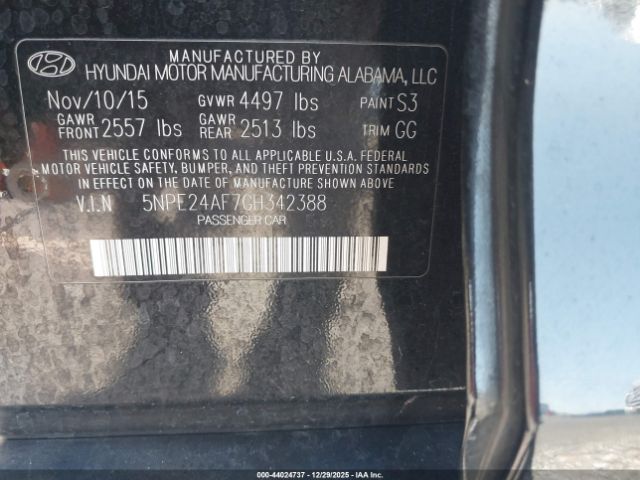 MANUFACTURED BY
HYUNDAI MOTOR MANUFACTURING ALABAMA, LLC
Nov/10/15 GVWR 4497 lbs PAINT S3
GAWR FRONT 2557 lbs GAWR REAR 2513 lbs TRIM GG
THIS VEHICLE CONFORMS TO ALL APPLICABLE U.S.A. FEDERAL
MOTOR VEHICLE SAFETY, BUMPER, AND THEFT PREVENTION STANDARDS
IN EFFECT ON THE DATE OF MANUFACTURE SHOWN ABOVE
V.I.N 5NPE24AF7GH342388
PASSENGER CAR
000-44024737 - 12/29/2025 - IAAI.com